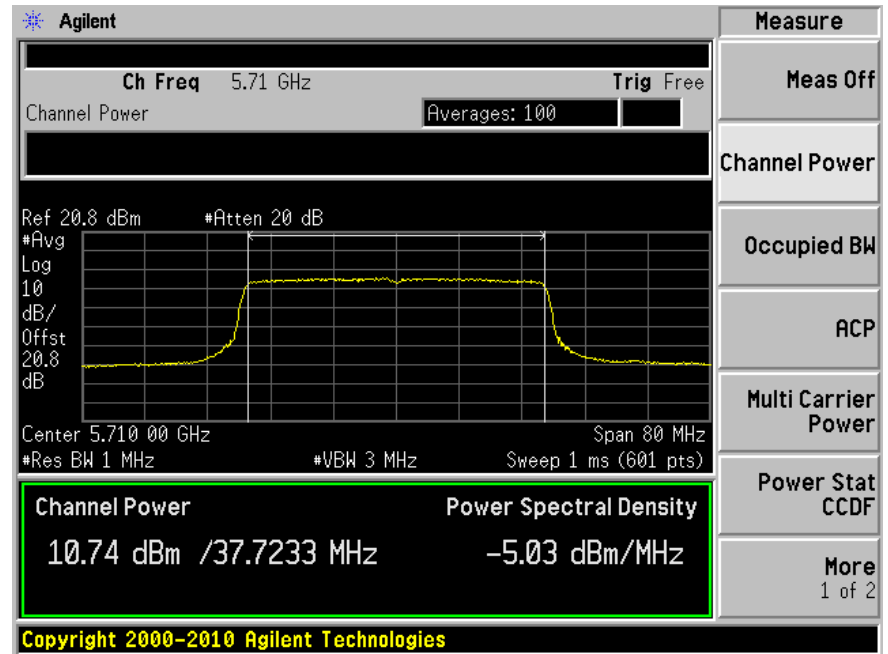 Agilent
Measure
Ch Freq 5.71 GHz Trig Free
Channel Power
Averages: 100
Ref 20.8 dBm #Atten 20 dB
#Avg
Log
10
dB/
Offst
20.8
dB
Center 5.710 00 GHz Span 80 MHz
#Res BW 1 MHz #VBW 3 MHz Sweep 1 ms (601 pts)
Channel Power Power Spectral Density
10.74 dBm /37.7233 MHz -5.03 dBm/MHz
Meas Off
Channel Power
Occupied BW
ACP
Multi Carrier
Power
Power Stat
CCDF
More
1 of 2
Copyright 2000-2010 Agilent Technologies